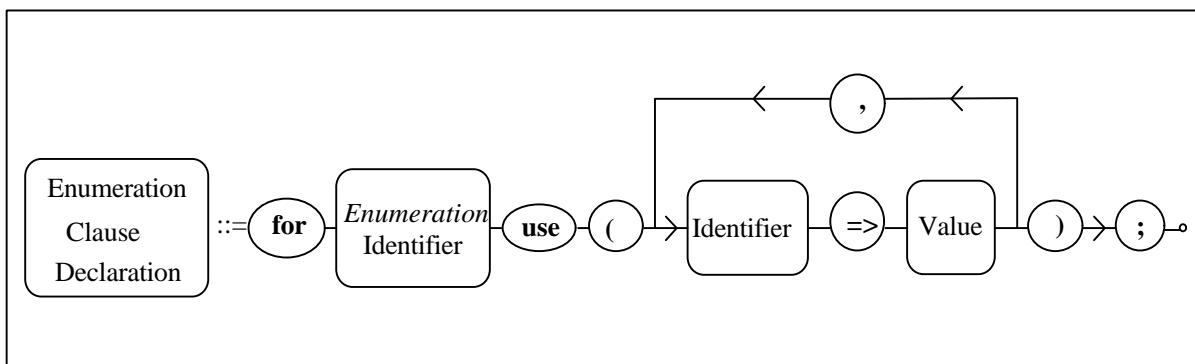 ,
Enumeration
Clause
Declaration
::=
for
Enumeration
Identifier
use
(
Identifier
=>
Value
)
;